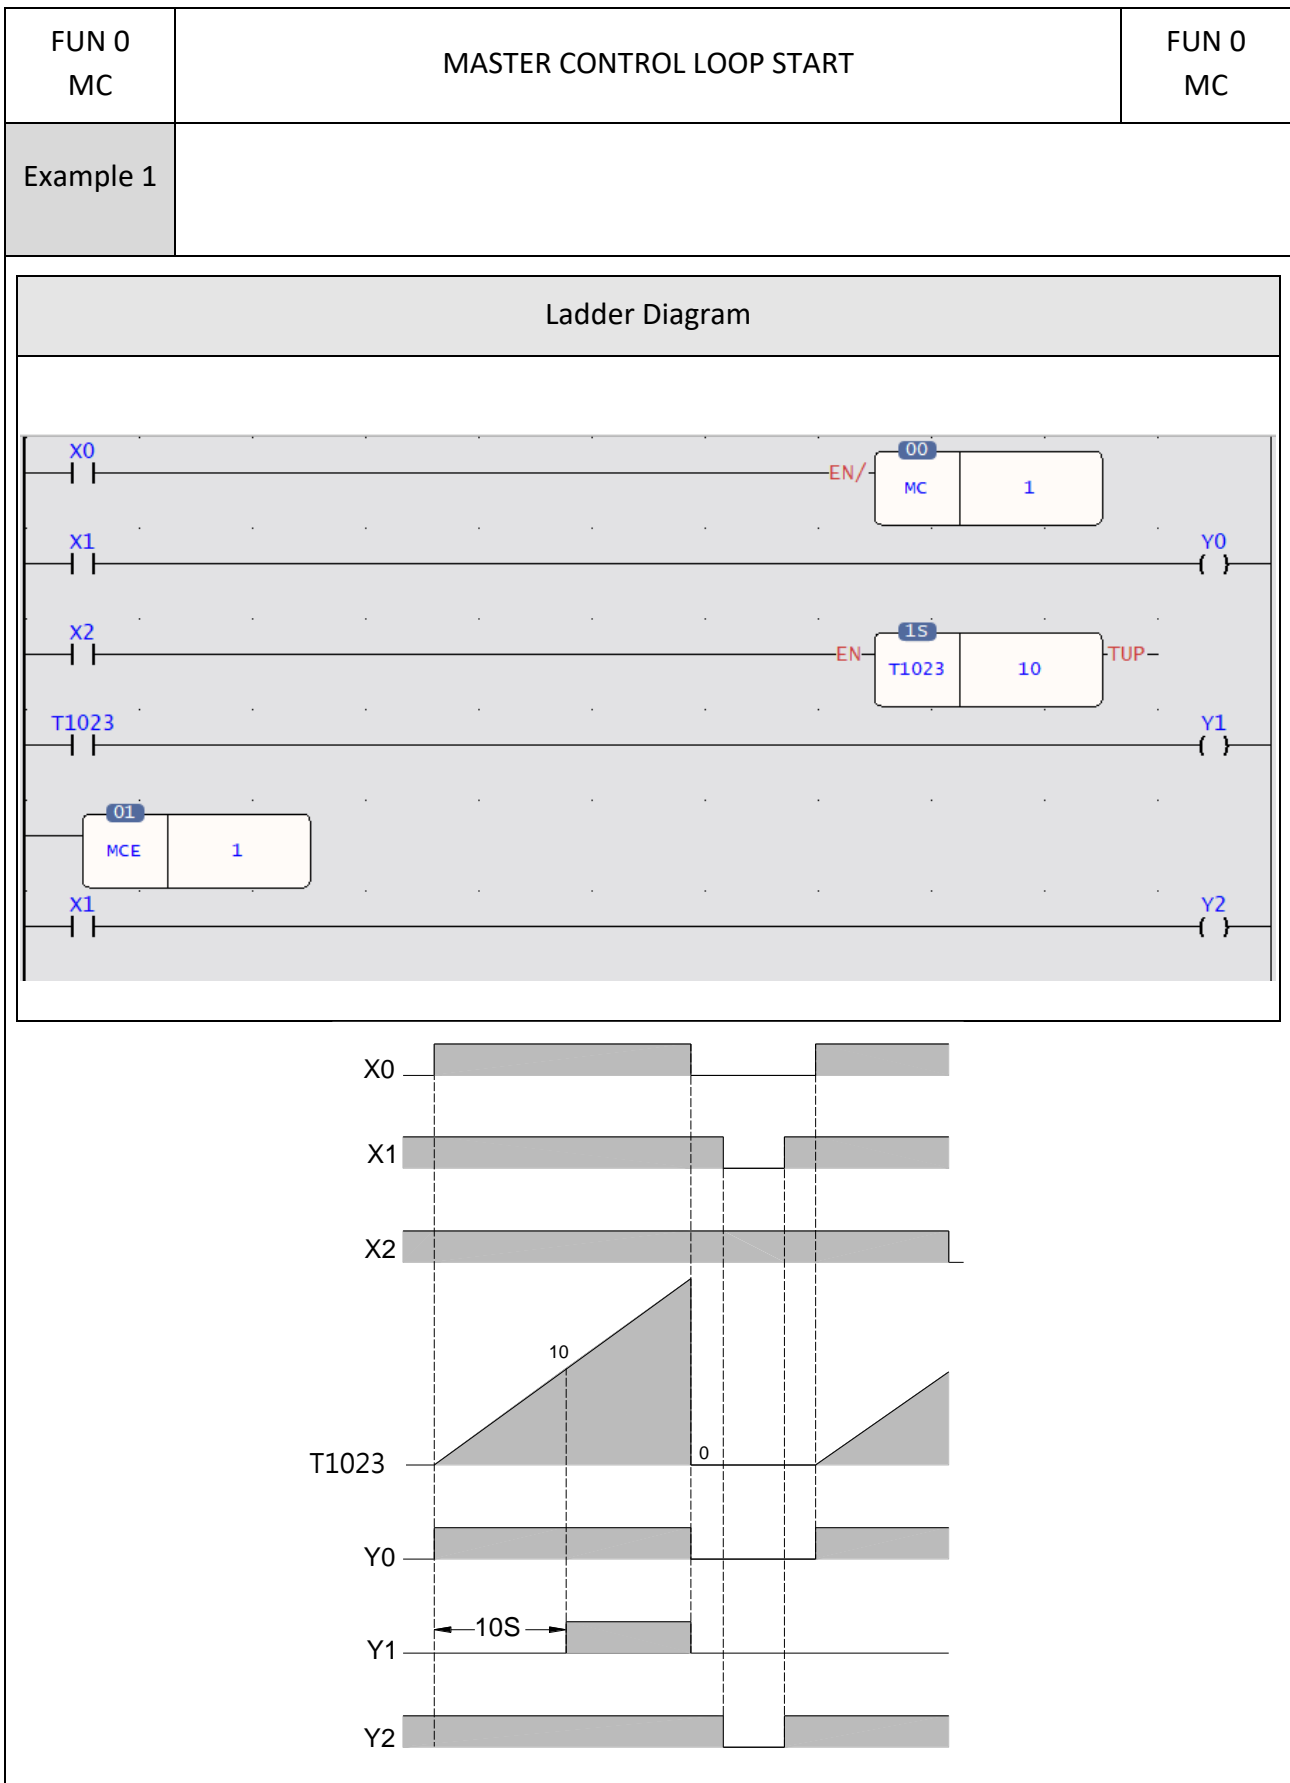 FUN 0
MC
MASTER CONTROL LOOP START
FUN 0
MC
Example 1
Ladder Diagram
X0
EN/
00
MC 1
X1
Y0
X2
EN
1S
T1023 10
TUP
T1023
Y1
01
MCE 1
X1
Y2
X0
X1
X2
10
0
T1023
Y0
10S
Y1
Y2